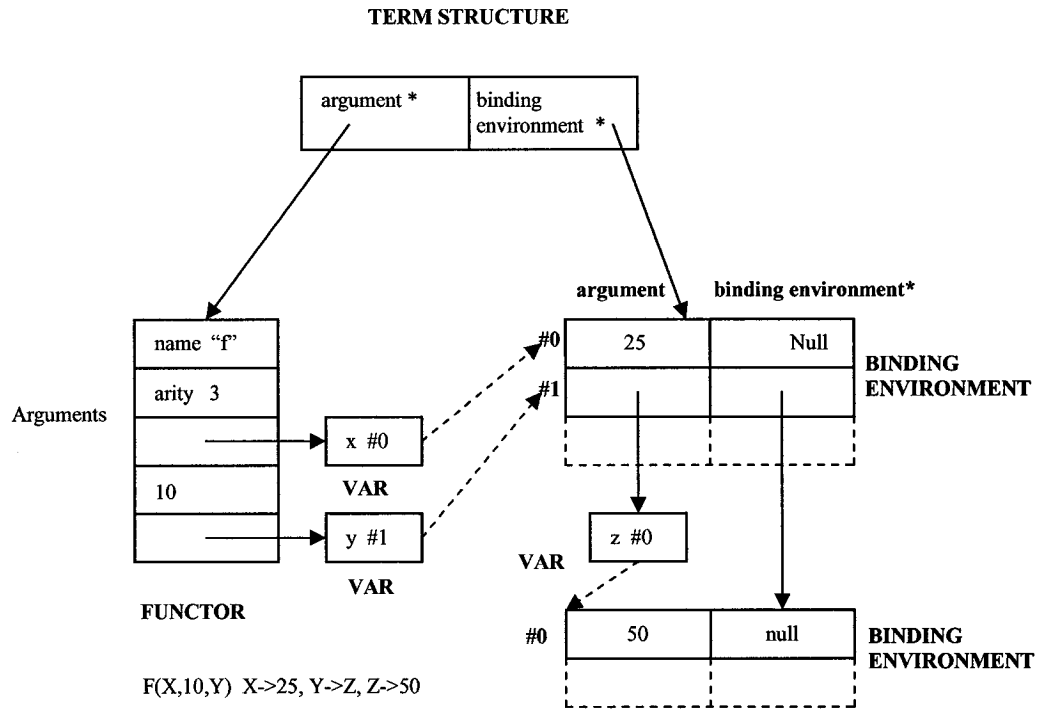 TERM STRUCTURE
argument *
binding
environment *
argument
binding environment*
name “f”
arity 3
Arguments
10
x #0
VAR
y #1
VAR
FUNCTOR
#0
25
Null
#1
BINDING
ENVIRONMENT
z #0
VAR
#0
50
null
BINDING
ENVIRONMENT
F(X,10,Y) X->25, Y->Z, Z->50